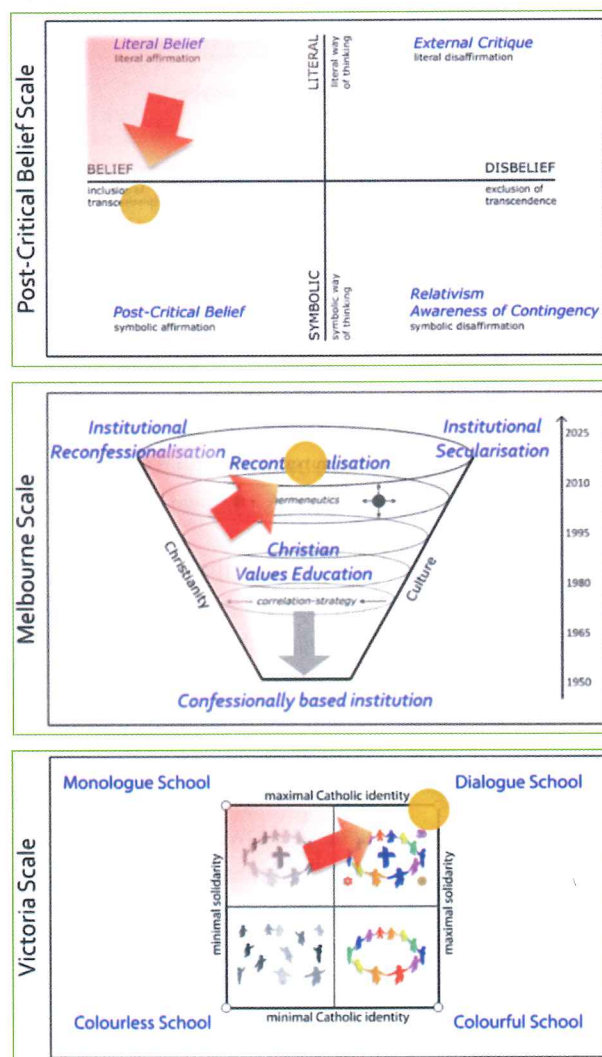 Post-Critical Belief Scale
Literal Belief
literal affirmation
LITERAL
literal way
of thinking
External Critique
literal disaffirmation
BELIEF
inclusion of
DISBELIEF
exclusion of
transcendence
Post-Critical Belief
symbolic affirmation
SYMBOLIC
symbolic way
of thinking
Relativism
Awareness of Contingency
symbolic disaffirmation
Melbourne Scale
Institutional
Reconfessionalisation
Institutional
Secularisation
Recontextualisation
hermeneutics
Christian
Values Education
correlation-strategy
Christianity
Culture
Confessionally based institution
2025
2010
1995
1980
1965
1950
Victoria Scale
Monologue School
Dialogue School
maximal Catholic identity
minimal solidarity
maximal solidarity
minimal Catholic identity
Colourless School
Colourful School